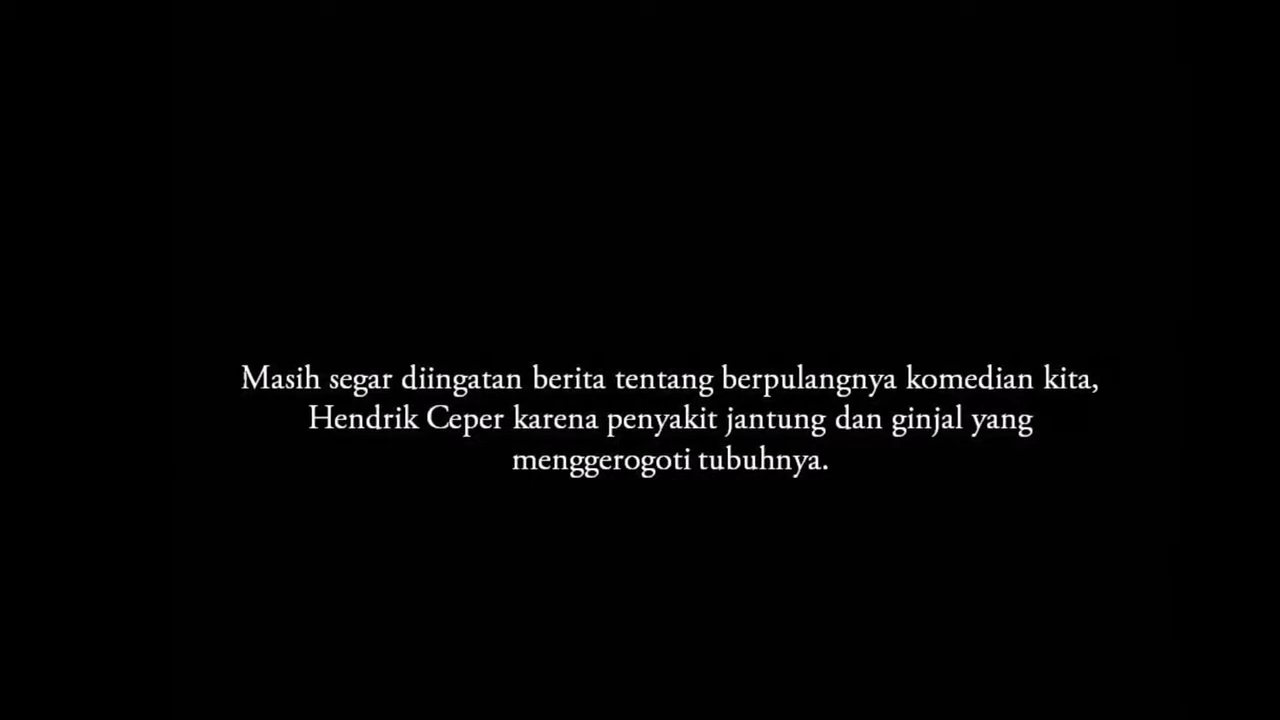 Masih segar diingatan berita tentang berpulangnya komedian kita,
Hendrik Ceper karena penyakit jantung dan ginjal yang
menggerogoti tubuhnya.